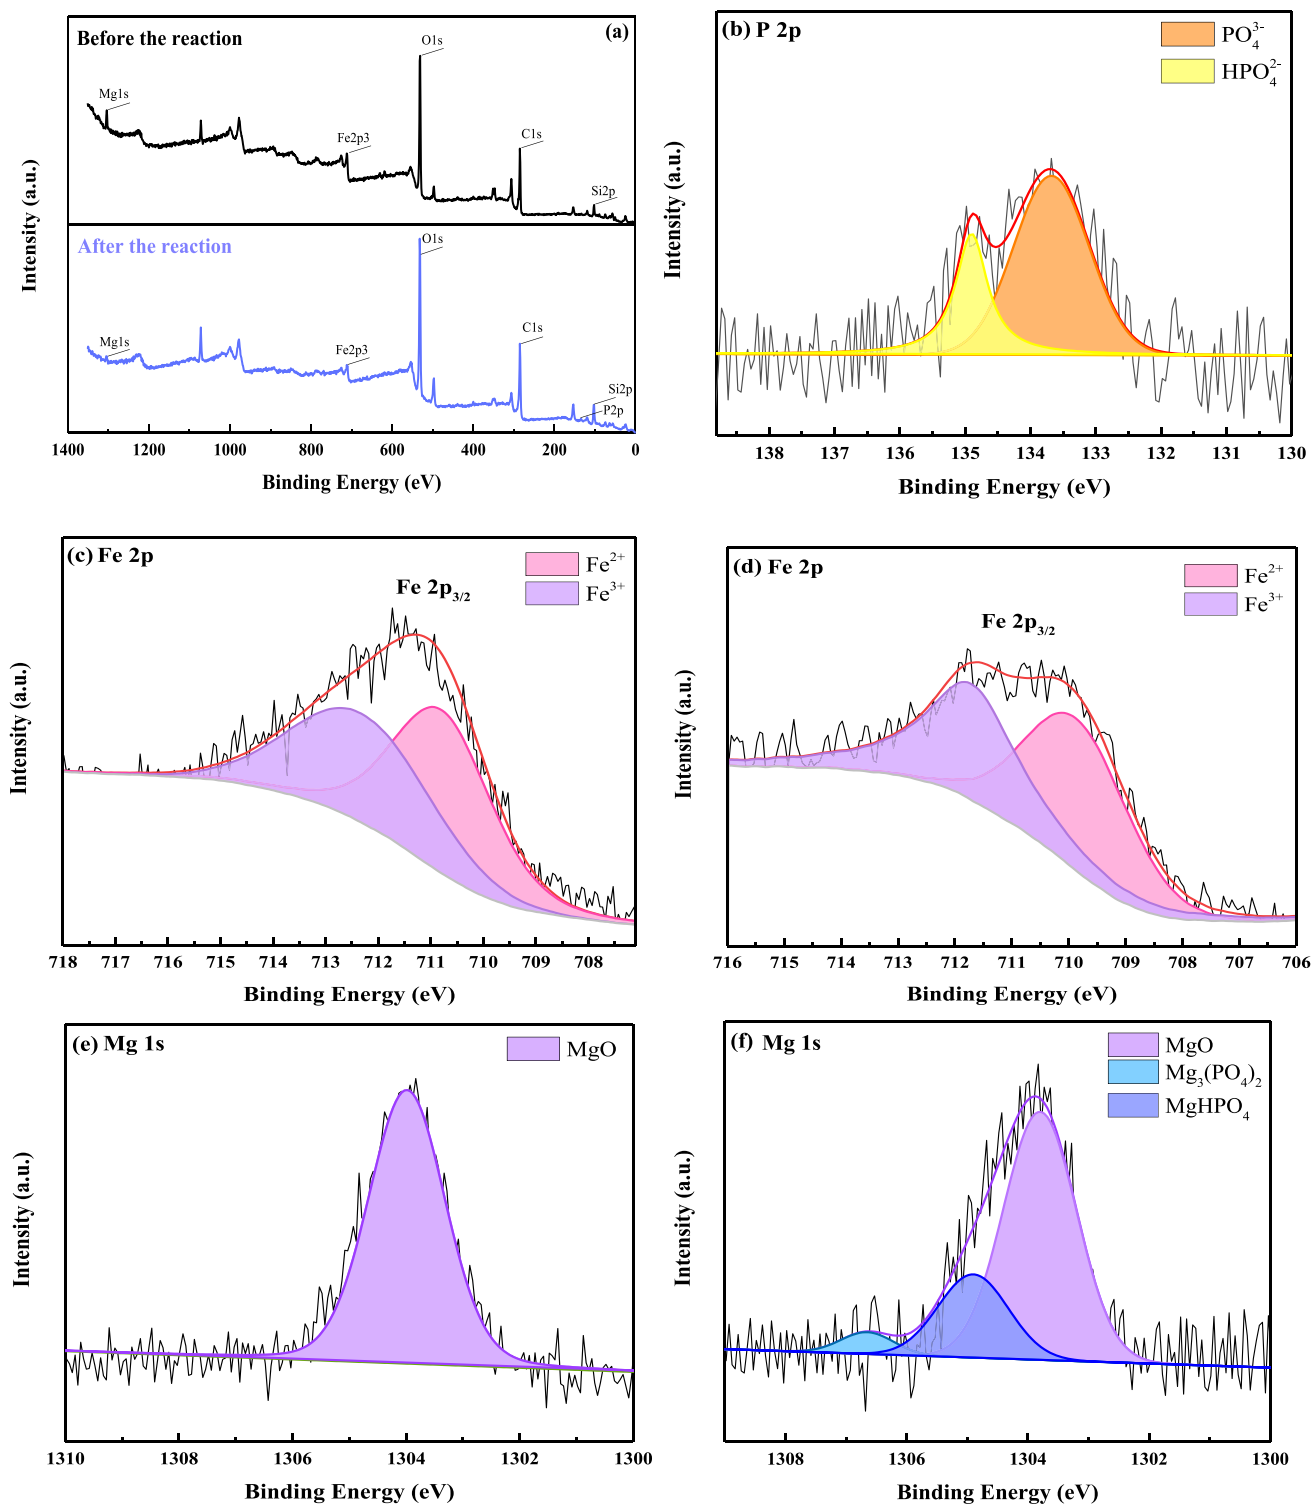 Before the reaction
(a)
O1s
Mg1s
Fe2p3
C1s
Si2p
After the reaction
O1s
Mg1s
Fe2p3
C1s
Si2p
P2p
1400 1200 1000 800 600 400 200 0
Binding Energy (eV)
Intensity (a.u.)
(b) P 2p
PO₄³⁻
HPO₄²⁻
138 137 136 135 134 133 132 131 130
Binding Energy (eV)
Intensity (a.u.)
(c) Fe 2p
Fe²⁺
Fe³⁺
Fe 2p₃/₂
718 717 716 715 714 713 712 711 710 709 708
Binding Energy (eV)
Intensity (a.u.)
(d) Fe 2p
Fe²⁺
Fe³⁺
Fe 2p₃/₂
716 715 714 713 712 711 710 709 708 707 706
Binding Energy (eV)
Intensity (a.u.)
(e) Mg 1s
MgO
1310 1308 1306 1304 1302 1300
Binding Energy (eV)
Intensity (a.u.)
(f) Mg 1s
MgO
Mg₃(PO₄)₂
MgHPO₄
1308 1306 1304 1302 1300
Binding Energy (eV)
Intensity (a.u.)